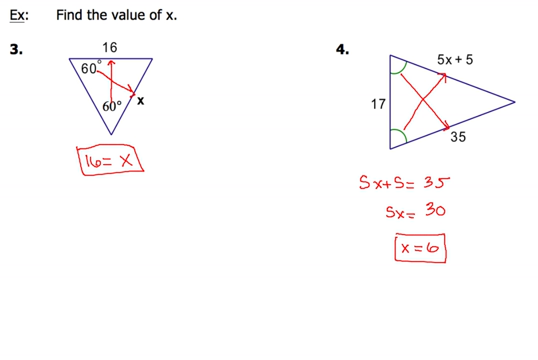 Ex: Find the value of x.
3.
16
60°
60°
x
16 = x
4.
5x + 5
17
35
5x+5 = 35
5x = 30
x = 6